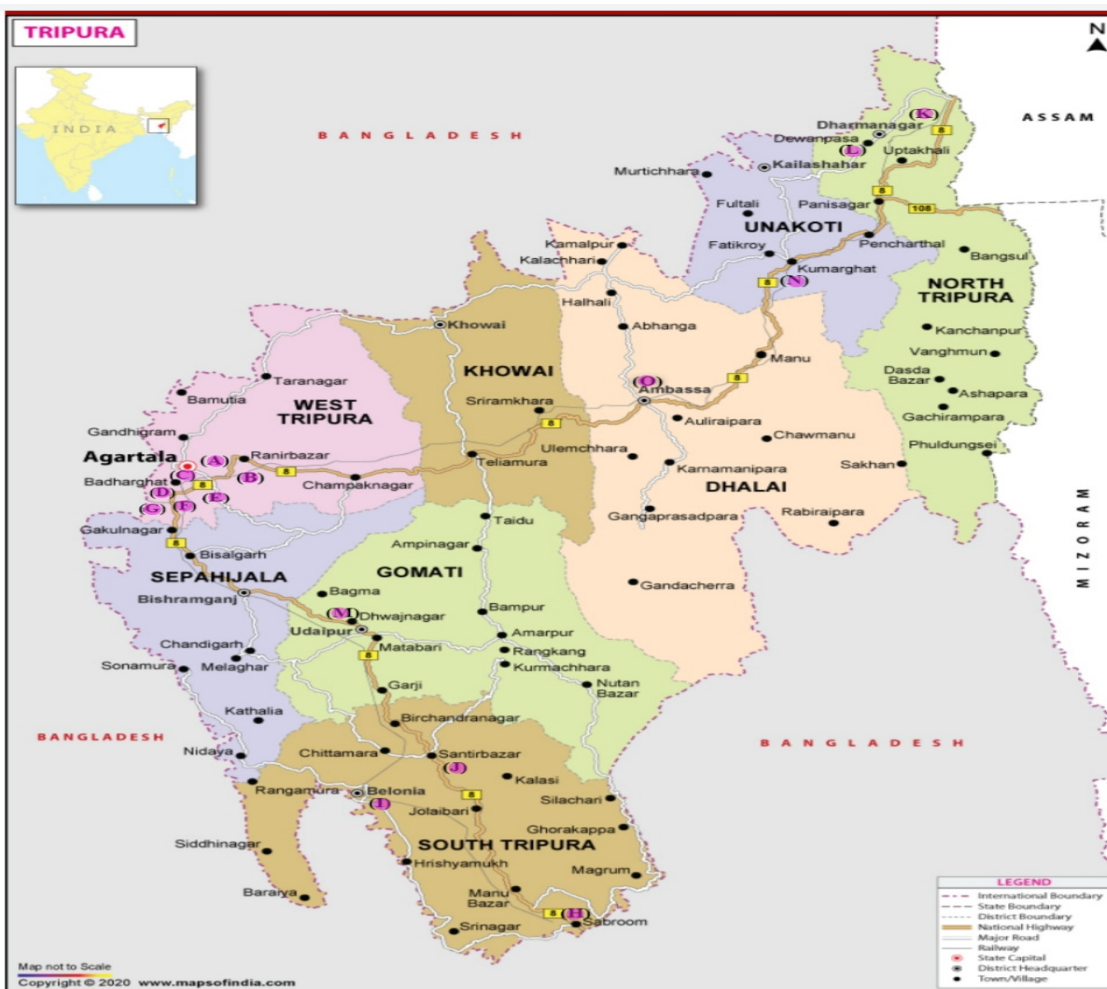 TRIPURA
N
INDIA
BANGLADESH
ASSAM
(K)
Dharmanagar
8
Dewanpasa
(L)
Uptakhali
Kailashahar
Murtichhara
8
Panisagar
108
Fultali
UNAKOTI
Pencharthal
Kamalpur
Fatikroy
Bangsul
Kalachhari
Kumarghat
8
(N)
NORTH
TRIPURA
Halhali
Khowai
Abhanga
Kanchanpur
Manu
Vanghmun
KHOWAI
Taranagar
(O)
Dasda
Bazar
8
Ambassa
Ashapara
Bamutia
WEST
TRIPURA
Sriramkhara
Gachirampara
Auliraipara
8
Gandhigram
Chawmanu
Ulemchhara
Phuldungsei
Agartala
(A)
Ranirbazar
Teliamura
Karnamanipara
Sakhan
8
(C)
(B)
Badharghat
Champaknagar
DHALAI
(D)
8
(E)
(G)
(F)
Gangaprasadpara
Rabiraipara
Taidu
Gakulnagar
8
Bisalgarh
Ampinagar
MIZORAM
SEPAHIJALA
GOMATI
Gandacherra
Bishramganj
Bagma
(M)
Dhwajnagar
Bampur
Udaipur
Amarpur
Chandigarh
Matabari
Rangkang
8
Melaghar
Sonamura
Kurmachhara
Garji
Nutan
Bazar
Kathalia
Birchandranagar
BANGLADESH
BANGLADESH
Nidaya
Chittamara
Santirbazar
(J)
Kalasi
Rangamura
Belonia
8
Silachari
(I)
Jolaibari
Ghorakappa
SOUTH TRIPURA
Siddhinagar
Hrishyamukh
Magrum
Bararya
Manu
Bazar
8
(H)
Sabroom
Srinagar
LEGEND
International Boundary
State Boundary
District Boundary
National Highway
Major Road
Railway
State Capital
District Headquarter
Town/Village
Map not to Scale
Copyright © 2020 www.mapsofindia.com